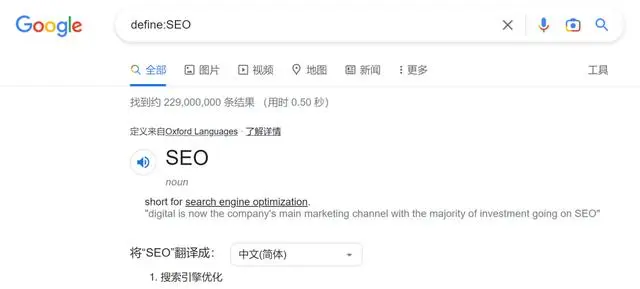 Google
define:SEO
全部 图片 视频 地图 新闻 更多 工具
找到约 229,000,000 条结果 （用时 0.50 秒）
定义来自Oxford Languages · 了解详情
SEO
noun
short for search engine optimization.
"digital is now the company's main marketing channel with the majority of investment going on SEO"
将“SEO”翻译成： 中文(简体)
1. 搜索引擎优化